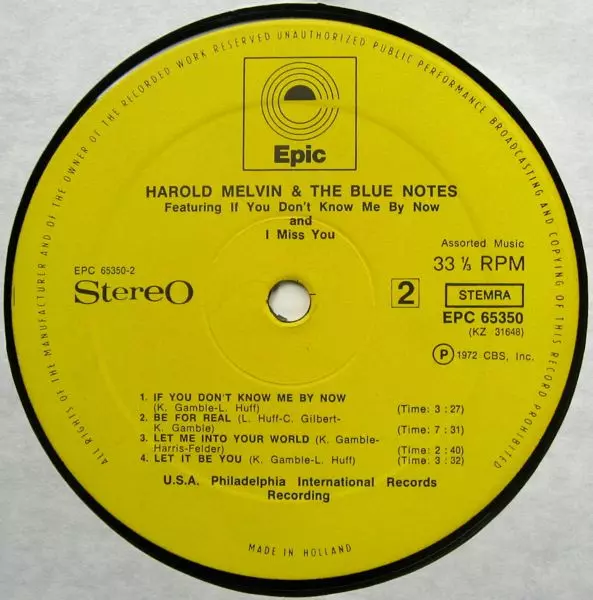 ALL RIGHTS OF THE MANUFACTURER AND OF THE OWNER OF THE RECORDED WORK RESERVED UNAUTHORIZED PUBLIC PERFORMANCE BROADCASTING AND COPYING OF THIS RECORD PROHIBITED
Epic
HAROLD MELVIN & THE BLUE NOTES
Featuring If You Don't Know Me By Now
and
I Miss You
Assorted Music
EPC 65350-2
33 ⅓ RPM
StereO
2
STEMRA
EPC 65350
(KZ 31648)
Ⓟ 1972 CBS, Inc.
1. IF YOU DON'T KNOW ME BY NOW
(K. Gamble-L. Huff) (Time: 3 : 27)
2. BE FOR REAL (L. Huff-C. Gilbert-
K. Gamble) (Time: 7 : 31)
3. LET ME INTO YOUR WORLD (K. Gamble-
Harris-Felder) (Time: 2 : 40)
4. LET IT BE YOU (K. Gamble-L. Huff) (Time: 3 : 32)
U.S.A. Philadelphia International Records
Recording
MADE IN HOLLAND